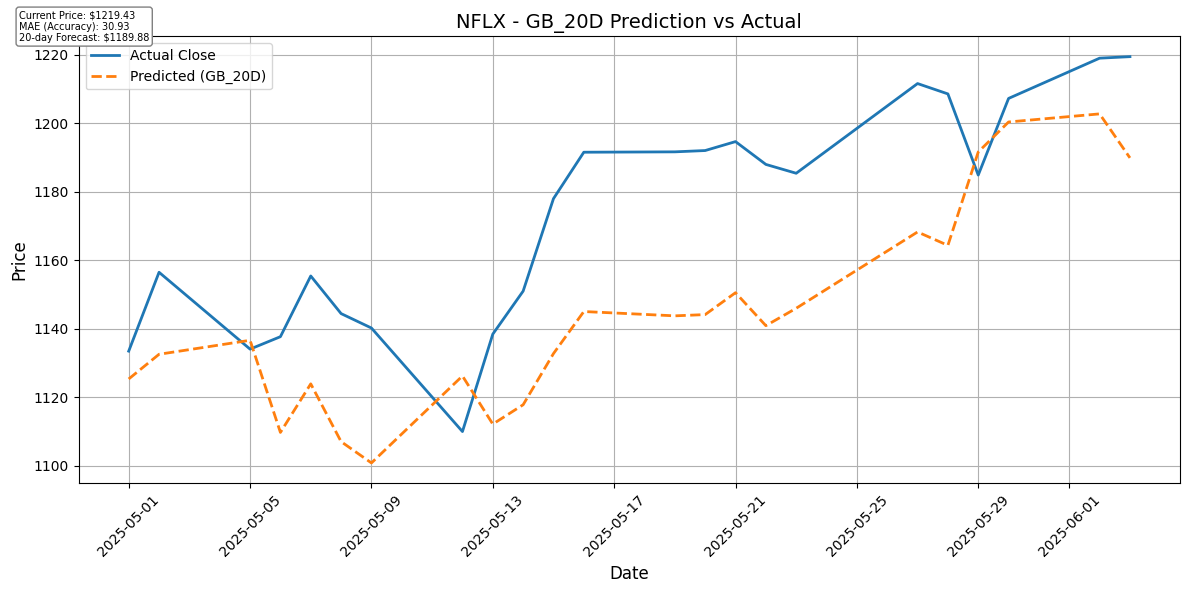 NFLX - GB_20D Prediction vs Actual
Current Price: $1219.43
MAE (Accuracy): 30.93
20-day Forecast: $1189.88
Actual Close
Predicted (GB_20D)
Price
1220
1200
1180
1160
1140
1120
1100
2025-05-01
2025-05-05
2025-05-09
2025-05-13
2025-05-17
2025-05-21
2025-05-25
2025-05-29
2025-06-01
Date